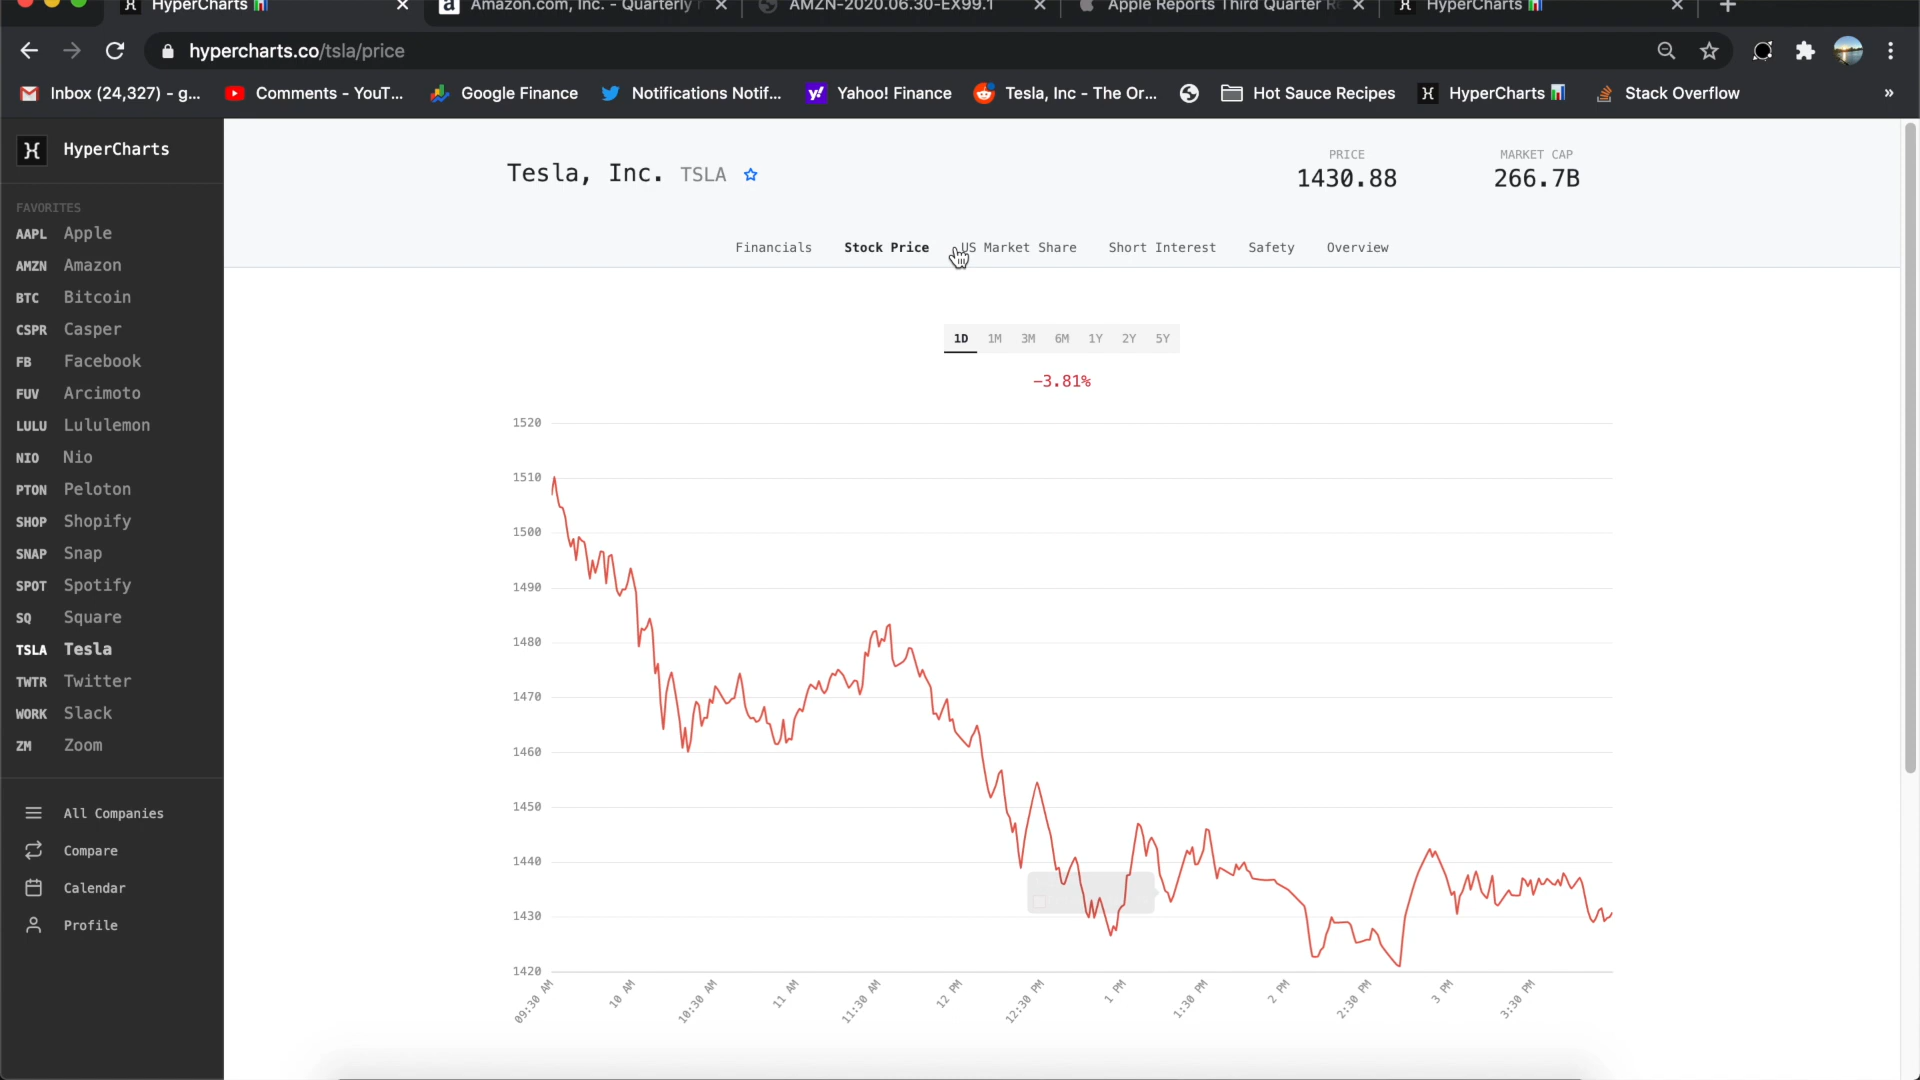 HyperCharts
Amazon.com, Inc. - Quarterly r
AMZN-2020.06.30-EX99.1
Apple Reports Third Quarter Re
HyperCharts
hypercharts.co/tsla/price
Inbox (24,327) - g...
Comments - YouT...
Google Finance
Notifications Notif...
Yahoo! Finance
Tesla, Inc - The Or...
Hot Sauce Recipes
HyperCharts
Stack Overflow
»
HyperCharts
FAVORITES
AAPL Apple
AMZN Amazon
BTC Bitcoin
CSPR Casper
FB Facebook
FUV Arcimoto
LULU Lululemon
NIO Nio
PTON Peloton
SHOP Shopify
SNAP Snap
SPOT Spotify
SQ Square
TSLA Tesla
TWTR Twitter
WORK Slack
ZM Zoom
All Companies
Compare
Calendar
Profile
Tesla, Inc. TSLA
PRICE
1430.88
MARKET CAP
266.7B
Financials Stock Price US Market Share Short Interest Safety Overview
1D 1M 3M 6M 1Y 2Y 5Y
-3.81%
1520
1510
1500
1490
1480
1470
1460
1450
1440
1430
1420
09:30 AM
10 AM
10:30 AM
11 AM
11:30 AM
12 PM
12:30 PM
1 PM
1:30 PM
2 PM
2:30 PM
3 PM
3:30 PM